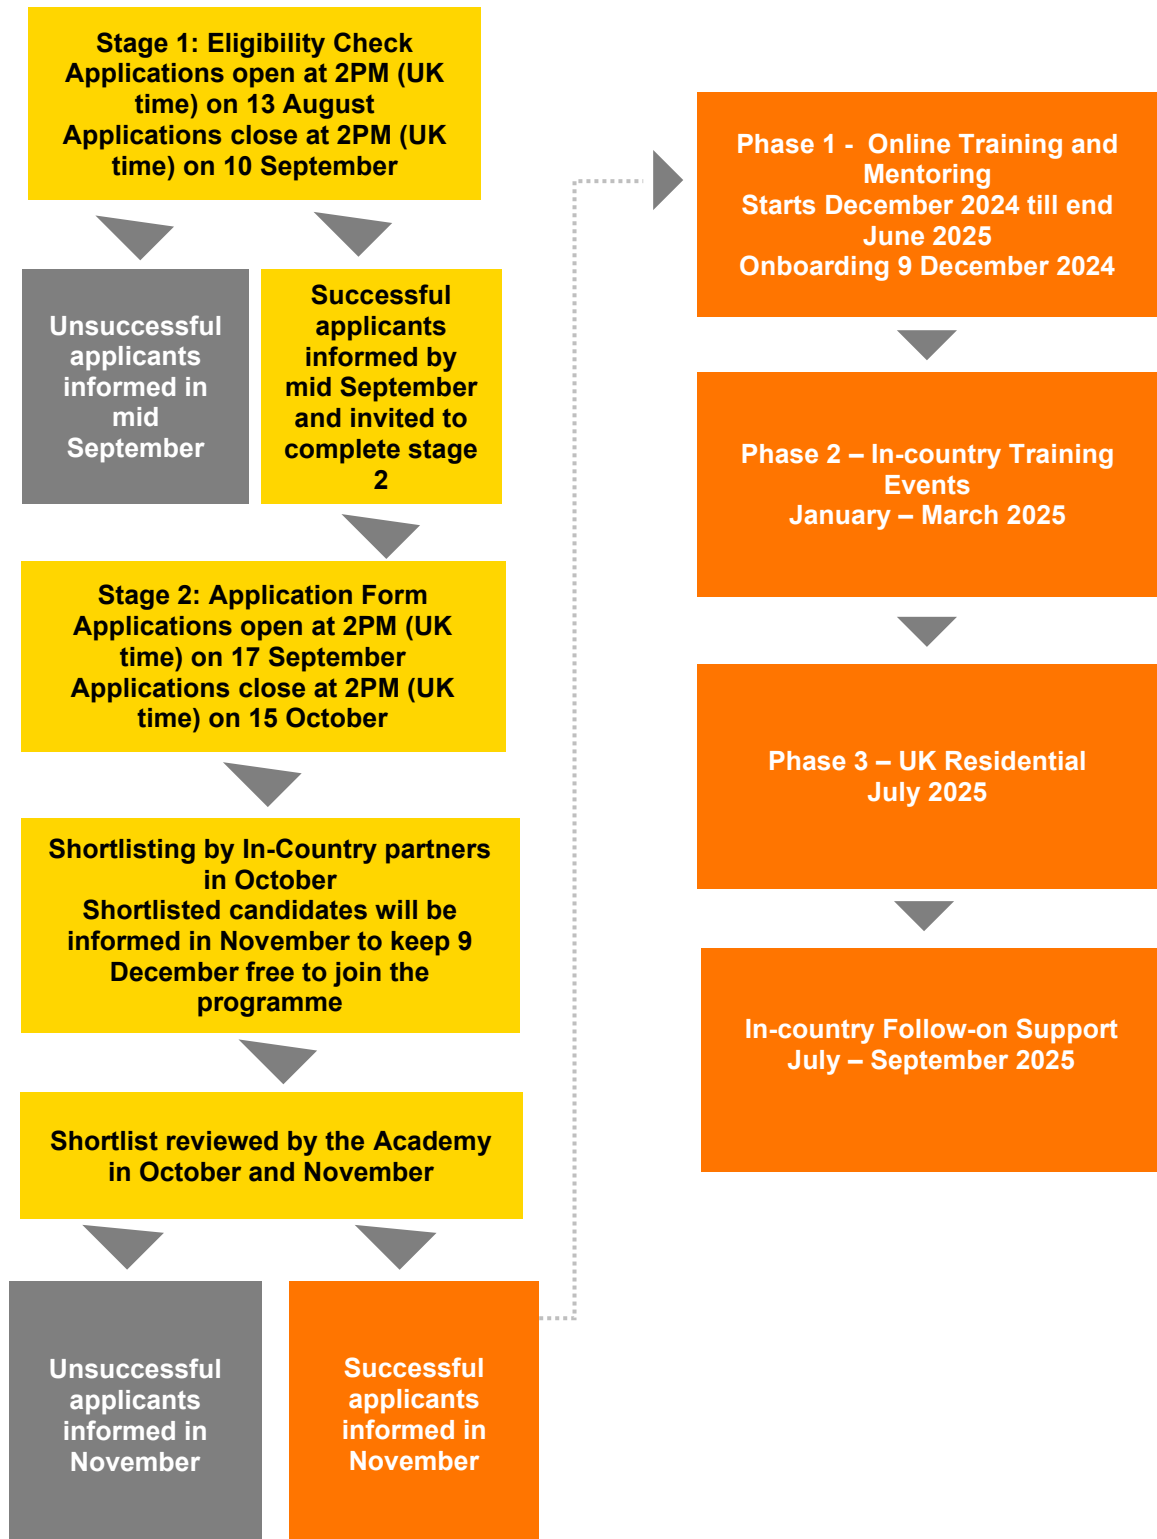 Stage 1: Eligibility Check
Applications open at 2PM (UK
time) on 13 August
Applications close at 2PM (UK
time) on 10 September
Unsuccessful
applicants
informed in
mid
September
Successful
applicants
informed by
mid September
and invited to
complete stage
2
Stage 2: Application Form
Applications open at 2PM (UK
time) on 17 September
Applications close at 2PM (UK
time) on 15 October
Shortlisting by In-Country partners
in October
Shortlisted candidates will be
informed in November to keep 9
December free to join the
programme
Shortlist reviewed by the Academy
in October and November
Unsuccessful
applicants
informed in
November
Successful
applicants
informed in
November
Phase 1 -  Online Training and
Mentoring
Starts December 2024 till end
June 2025
Onboarding 9 December 2024
Phase 2 – In-country Training
Events
January – March 2025
Phase 3 – UK Residential
July 2025
In-country Follow-on Support
July – September 2025